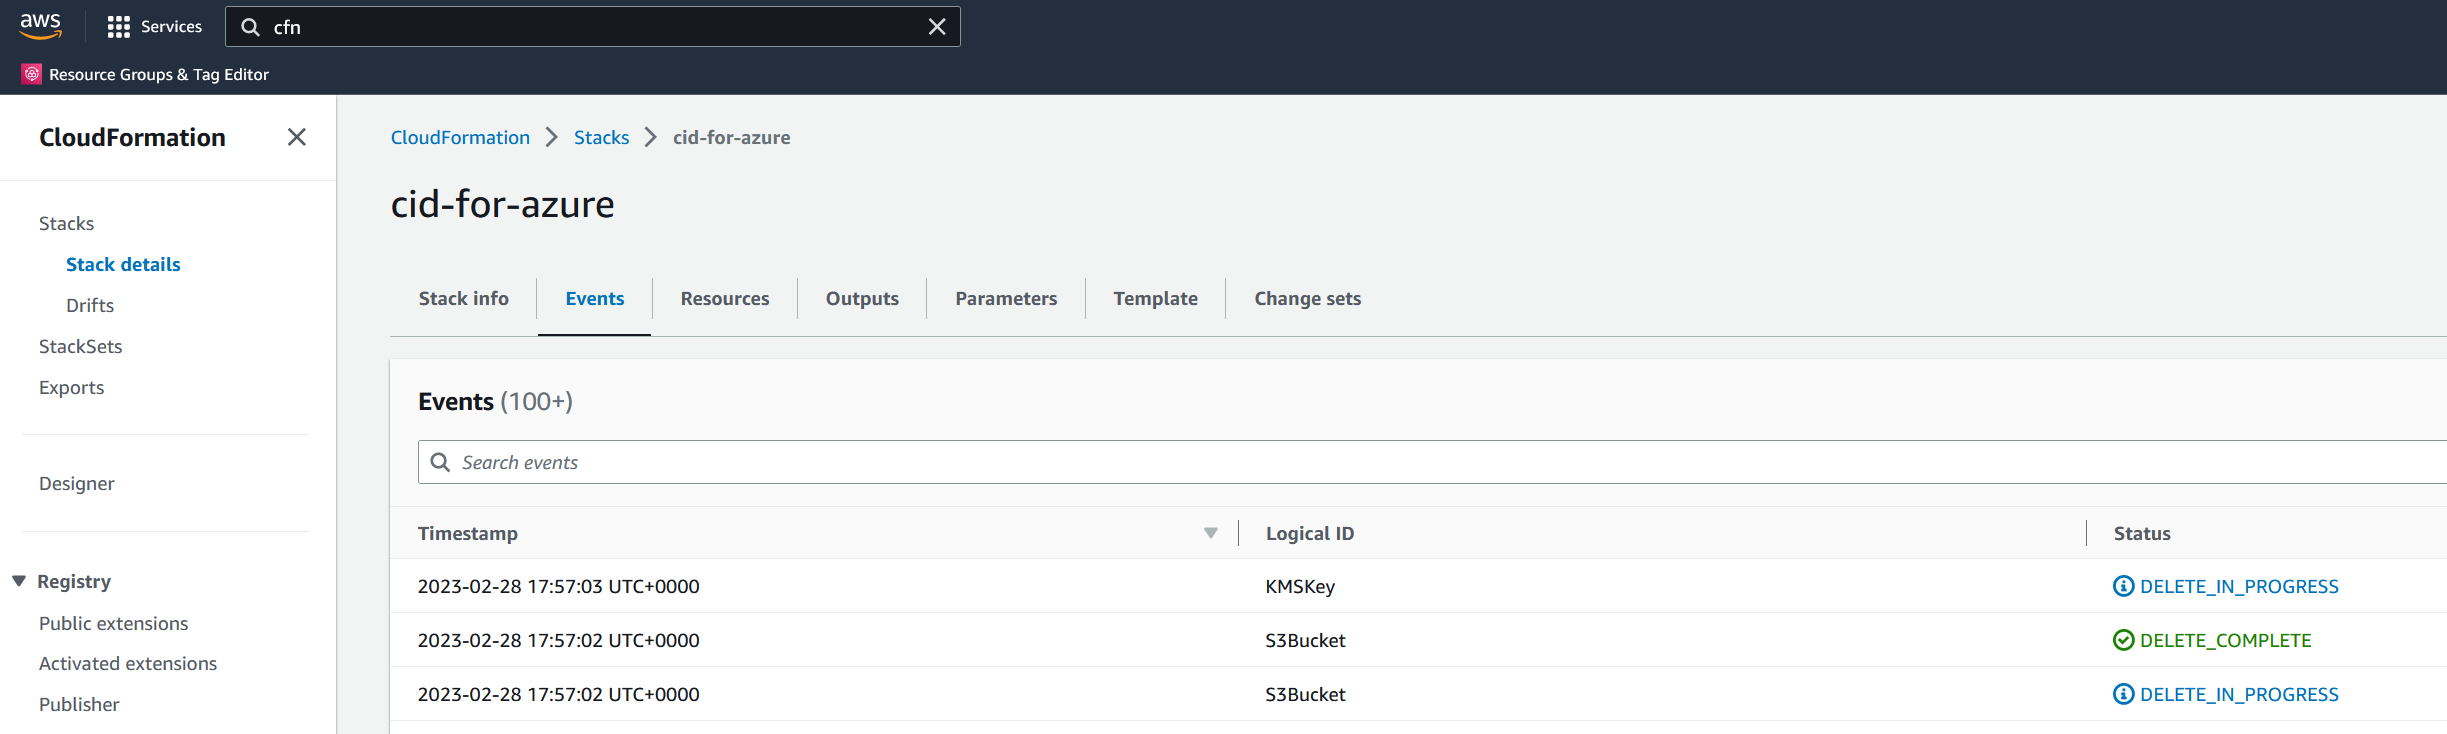 aws
Services
cfn
Resource Groups & Tag Editor
CloudFormation
Stacks
Stack details
Drifts
StackSets
Exports
Designer
Registry
Public extensions
Activated extensions
Publisher
CloudFormation > Stacks > cid-for-azure
cid-for-azure
Stack info Events Resources Outputs Parameters Template Change sets
Events (100+)
Search events
Timestamp Logical ID Status
2023-02-28 17:57:03 UTC+0000 KMSKey DELETE_IN_PROGRESS
2023-02-28 17:57:02 UTC+0000 S3Bucket DELETE_COMPLETE
2023-02-28 17:57:02 UTC+0000 S3Bucket DELETE_IN_PROGRESS